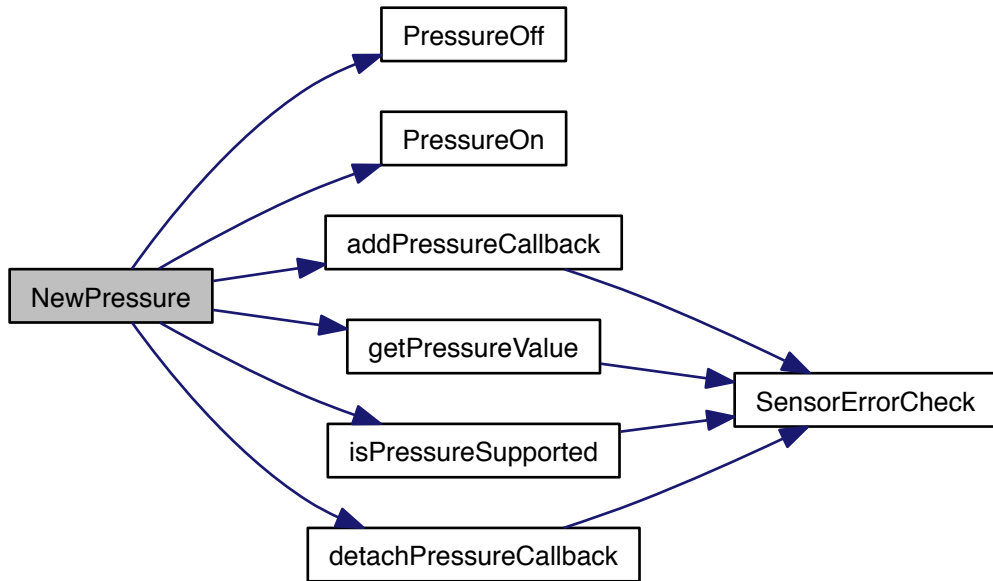 PressureOff
PressureOn
addPressureCallback
NewPressure
getPressureValue
SensorErrorCheck
isPressureSupported
detachPressureCallback